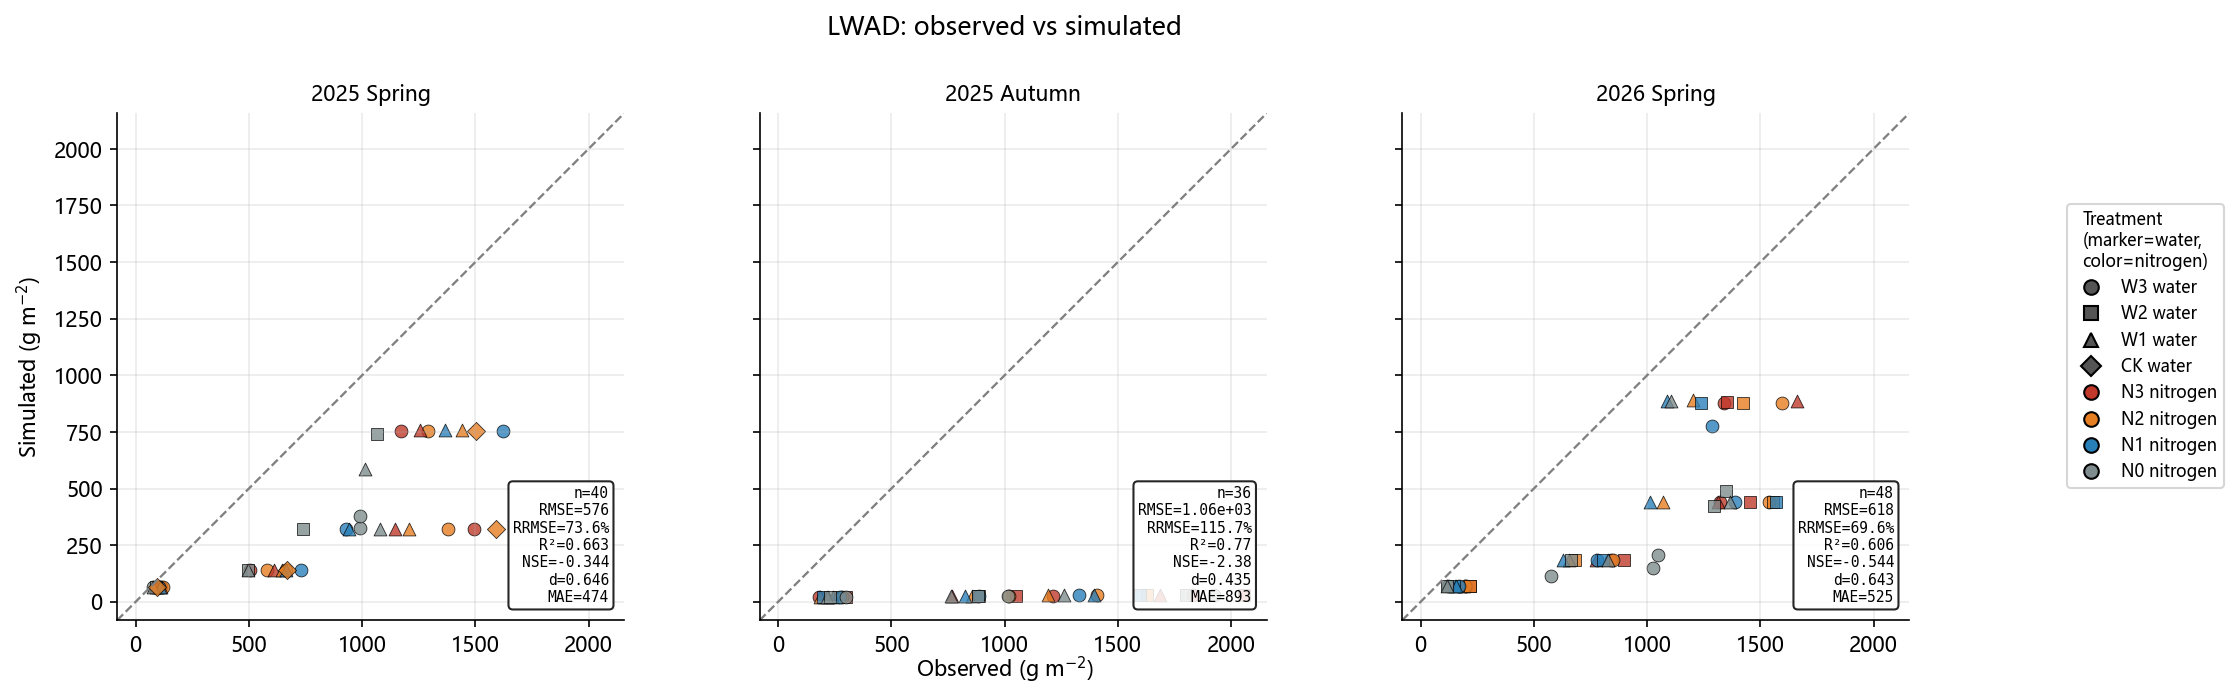 LWAD: observed vs simulated
2025 Spring
2025 Autumn
2026 Spring
Simulated (g m⁻²)
2000
1750
1500
1250
1000
750
500
250
0
n=40
RMSE=576
RRMSE=73.6%
R²=0.663
NSE=-0.344
d=0.646
MAE=474
0 500 1000 1500 2000
n=36
RMSE=1.06e+03
RRMSE=115.7%
R²=0.77
NSE=-2.38
d=0.435
MAE=893
0 500 1000 1500 2000
n=48
RMSE=618
RRMSE=69.6%
R²=0.606
NSE=-0.544
d=0.643
MAE=525
0 500 1000 1500 2000
Observed (g m⁻²)
Treatment
(marker=water,
color=nitrogen)
W3 water
W2 water
W1 water
CK water
N3 nitrogen
N2 nitrogen
N1 nitrogen
N0 nitrogen